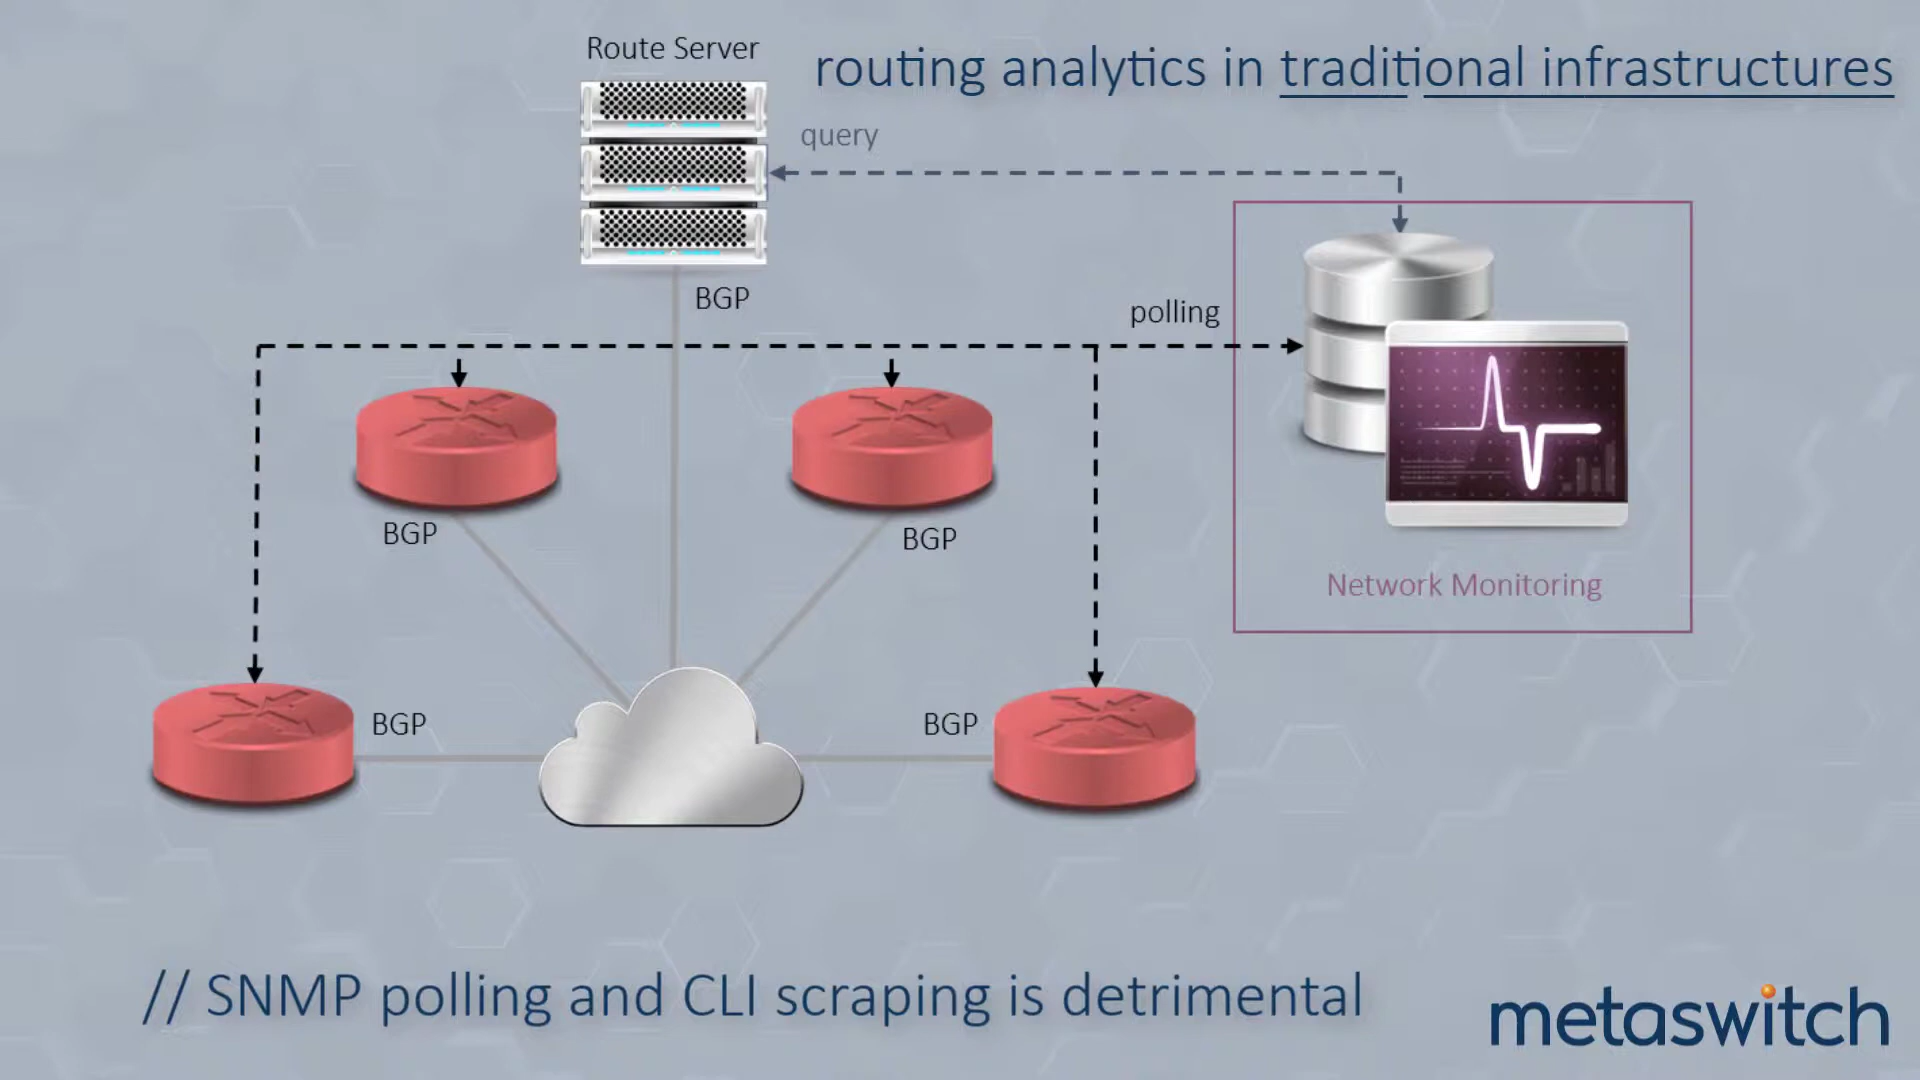 Route Server
routing analytics in traditional infrastructures
query
BGP
polling
BGP
BGP
Network Monitoring
BGP
BGP
// SNMP polling and CLI scraping is detrimental
metaswitch